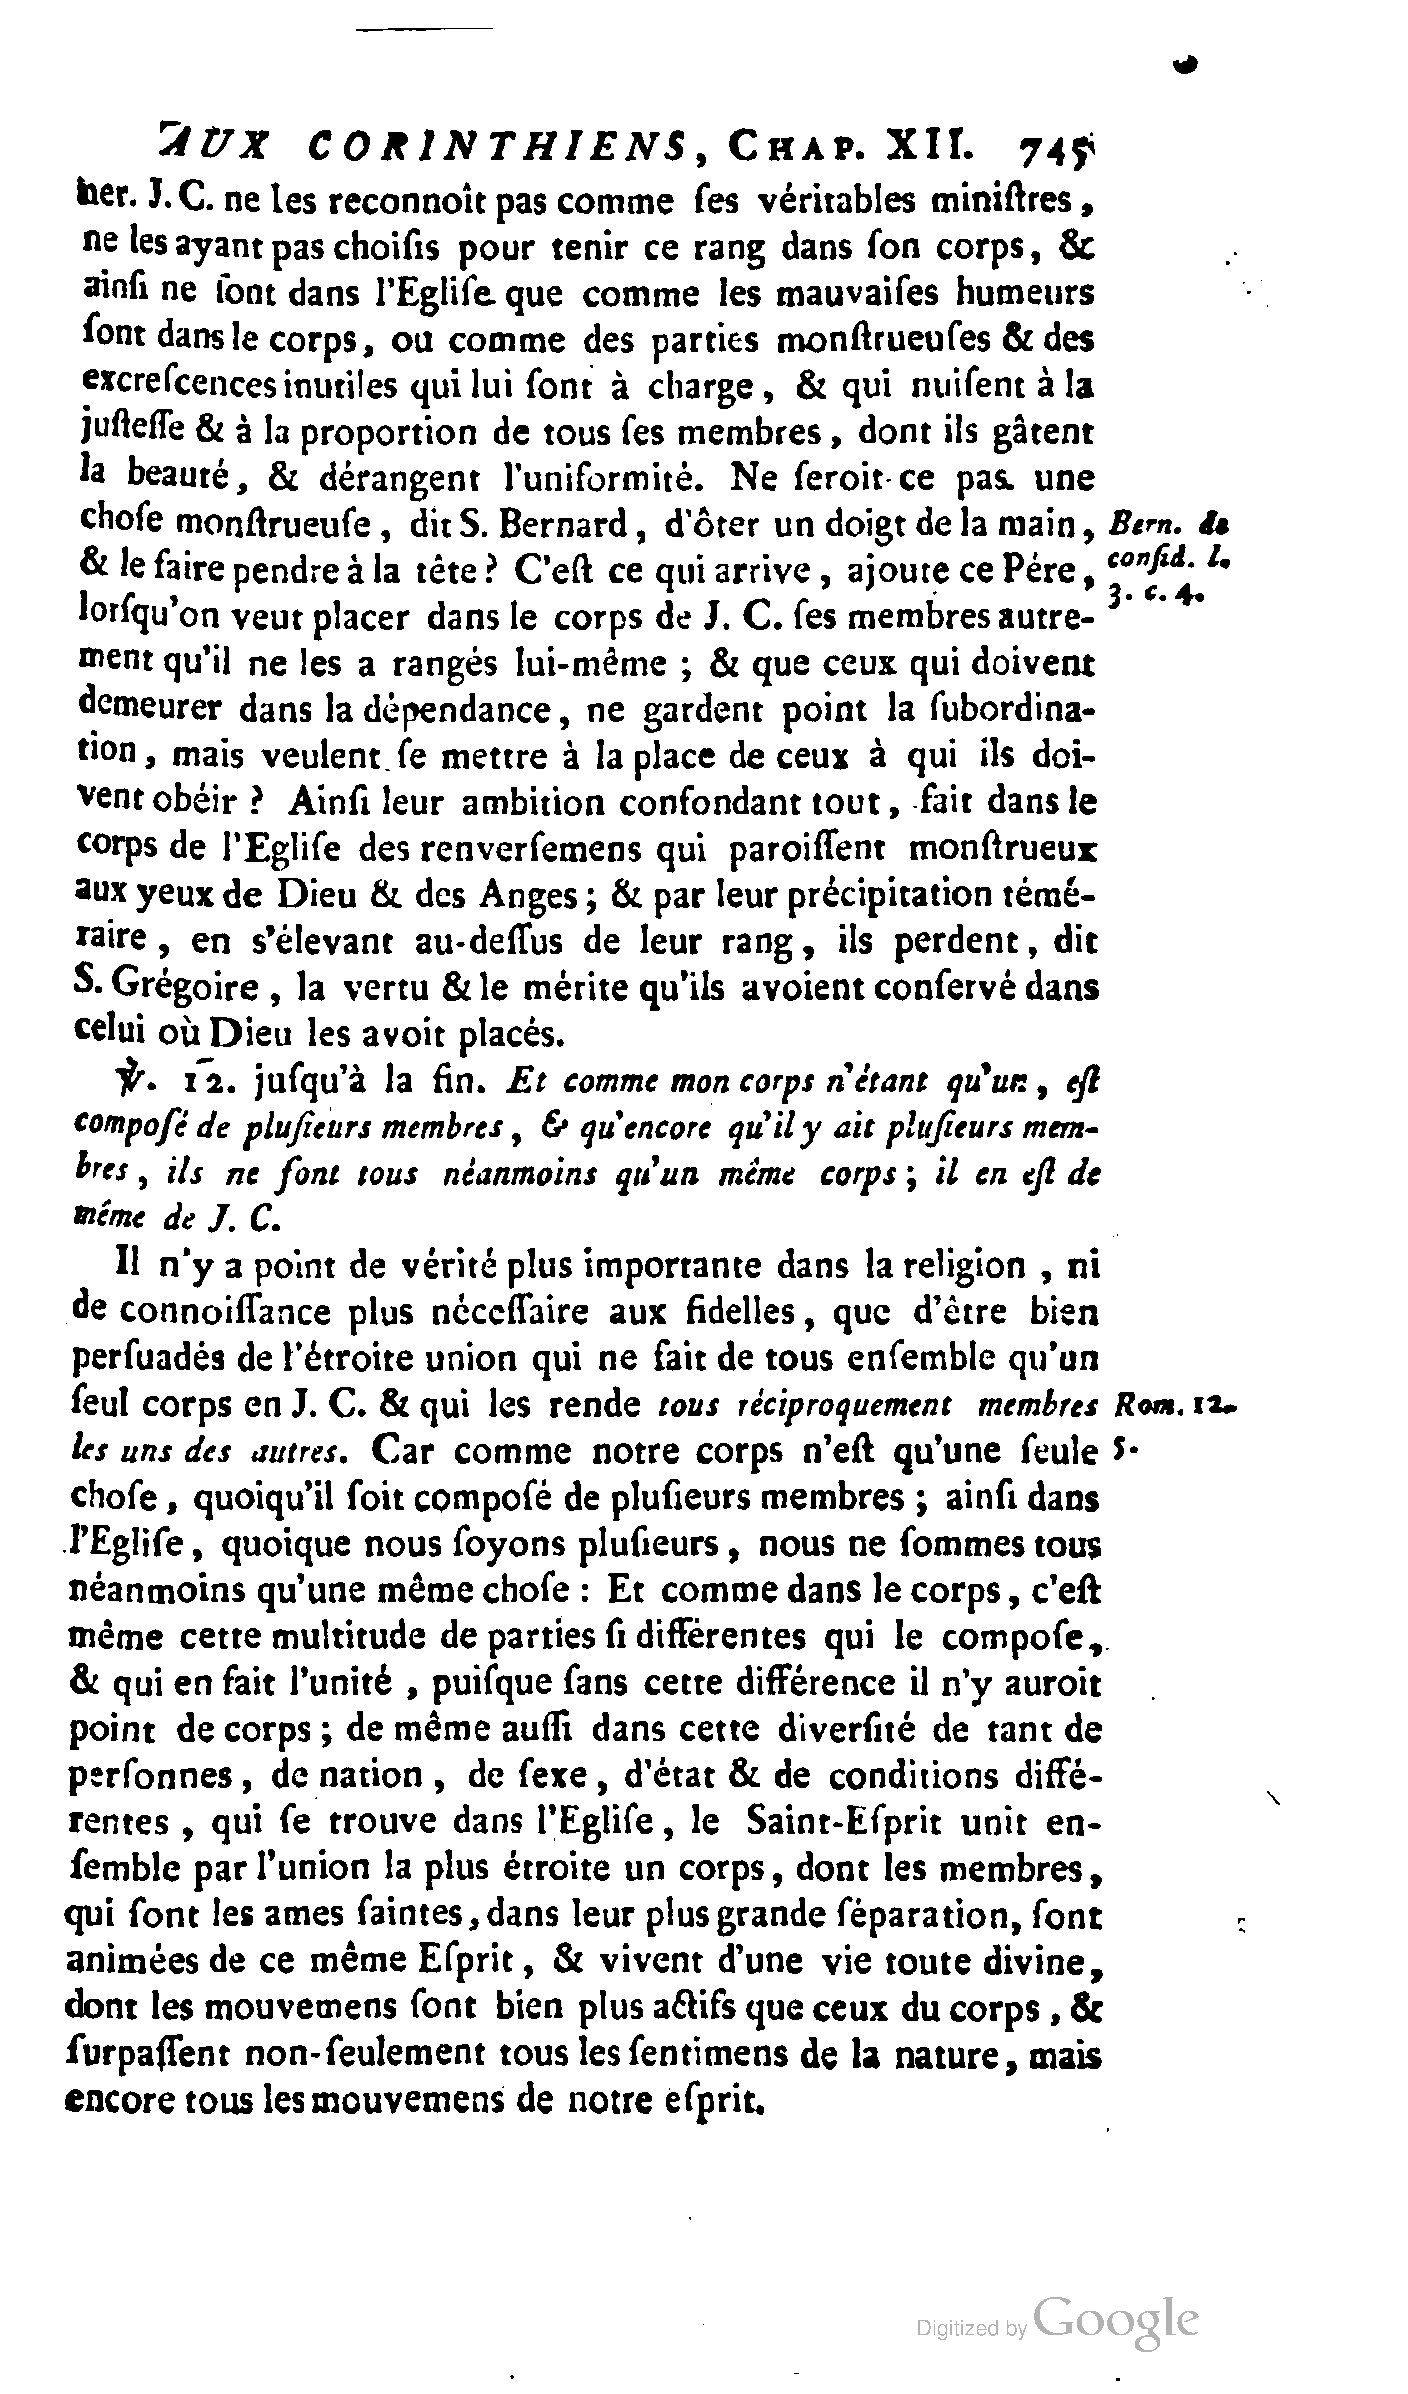 AUX CORINTHIENS, CHAP. XII. 745
her. J. C. ne les reconnoît pas comme ſes véritables miniſtres,
ne les ayant pas choiſis pour tenir ce rang dans ſon corps, &
ainſi ne ſont dans l'Egliſe que comme les mauvaiſes humeurs
ſont dans le corps, ou comme des parties monſtrueuſes & des
excreſcences inutiles qui lui ſont à charge, & qui nuiſent à la
juſteſſe & à la proportion de tous ſes membres, dont ils gâtent
la beauté, & dérangent l'uniformité. Ne ſeroit-ce pas une
choſe monſtrueuſe, dit S. Bernard, d'ôter un doigt de la main,
Bern. de
& le faire pendre à la tête? C'eſt ce qui arrive, ajoute ce Pére,
conſid. l.
lorſqu'on veut placer dans le corps de J. C. ſes membres autre-
3. c. 4.
ment qu'il ne les a rangés lui-même; & que ceux qui doivent
demeurer dans la dépendance, ne gardent point la ſubordina-
tion, mais veulent ſe mettre à la place de ceux à qui ils doi-
vent obéir? Ainſi leur ambition confondant tout, fait dans le
corps de l'Egliſe des renverſemens qui paroiſſent monſtrueux
aux yeux de Dieu & des Anges; & par leur précipitation témé-
raire, en s'élevant au-deſſus de leur rang, ils perdent, dit
S. Grégoire, la vertu & le mérite qu'ils avoient conſervé dans
celui où Dieu les avoit placés.
℣. 12. juſqu'à la fin. Et comme mon corps n'étant qu'un, eſt
compoſé de pluſieurs membres, & qu'encore qu'il y ait pluſieurs mem-
bres, ils ne ſont tous néanmoins qu'un même corps; il en eſt de
même de J. C.
Il n'y a point de vérité plus importante dans la religion, ni
de connoiſſance plus néceſſaire aux fidelles, que d'être bien
perſuadés de l'étroite union qui ne fait de tous enſemble qu'un
ſeul corps en J. C. & qui les rende tous réciproquement membres
Rom. 12.
les uns des autres. Car comme notre corps n'eſt qu'une ſeule
5.
choſe, quoiqu'il ſoit compoſé de pluſieurs membres; ainſi dans
l'Egliſe, quoique nous ſoyons pluſieurs, nous ne ſommes tous
néanmoins qu'une même choſe: Et comme dans le corps, c'eſt
même cette multitude de parties ſi différentes qui le compoſe,
& qui en fait l'unité, puiſque ſans cette différence il n'y auroit
point de corps; de même auſſi dans cette diverſité de tant de
perſonnes, de nation, de ſexe, d'état & de conditions diffé-
rentes, qui ſe trouve dans l'Egliſe, le Saint-Eſprit unit en-
ſemble par l'union la plus étroite un corps, dont les membres,
qui ſont les ames ſaintes, dans leur plus grande ſéparation, ſont
animées de ce même Eſprit, & vivent d'une vie toute divine,
dont les mouvemens ſont bien plus actifs que ceux du corps, &
ſurpaſſent non-ſeulement tous les ſentimens de la nature, mais
encore tous les mouvemens de notre eſprit.
Digitized by Google